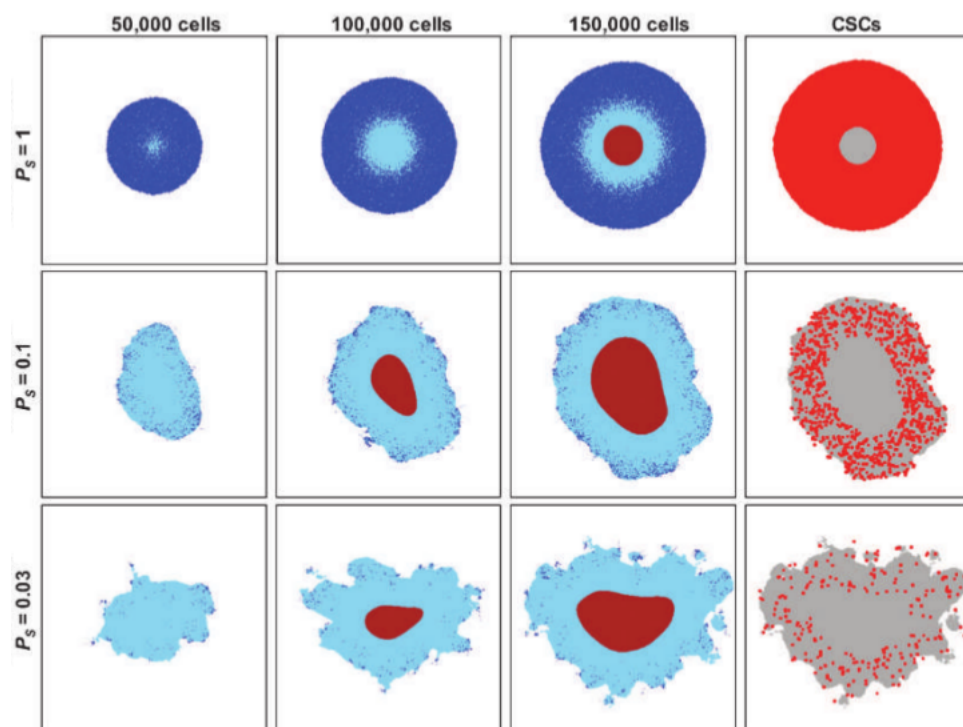 50,000 cells 100,000 cells 150,000 cells CSCs
P_S = 1
P_S = 0.1
P_S = 0.03